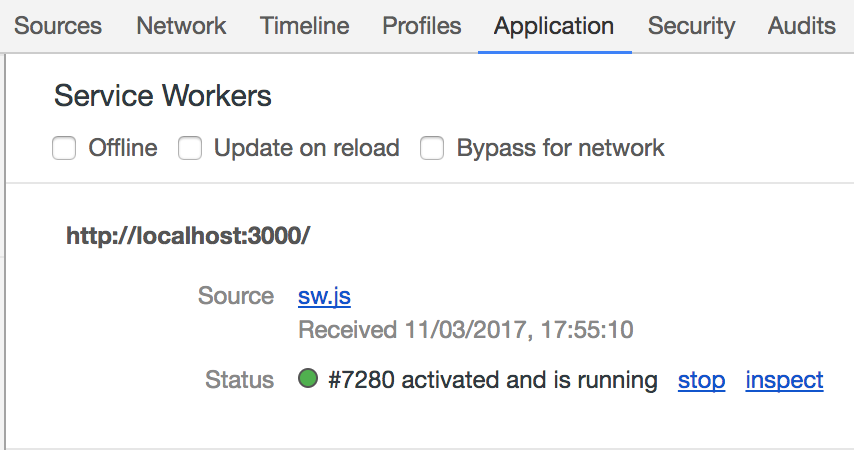 Sources Network Timeline Profiles Application Security Audits
Service Workers
Offline Update on reload Bypass for network
http://localhost:3000/
Source sw.js
Received 11/03/2017, 17:55:10
Status #7280 activated and is running stop inspect